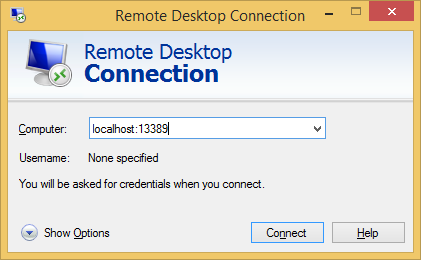 Remote Desktop Connection
Remote Desktop
Connection
Computer: localhost:13389
Username: None specified
You will be asked for credentials when you connect.
Show Options Connect Help